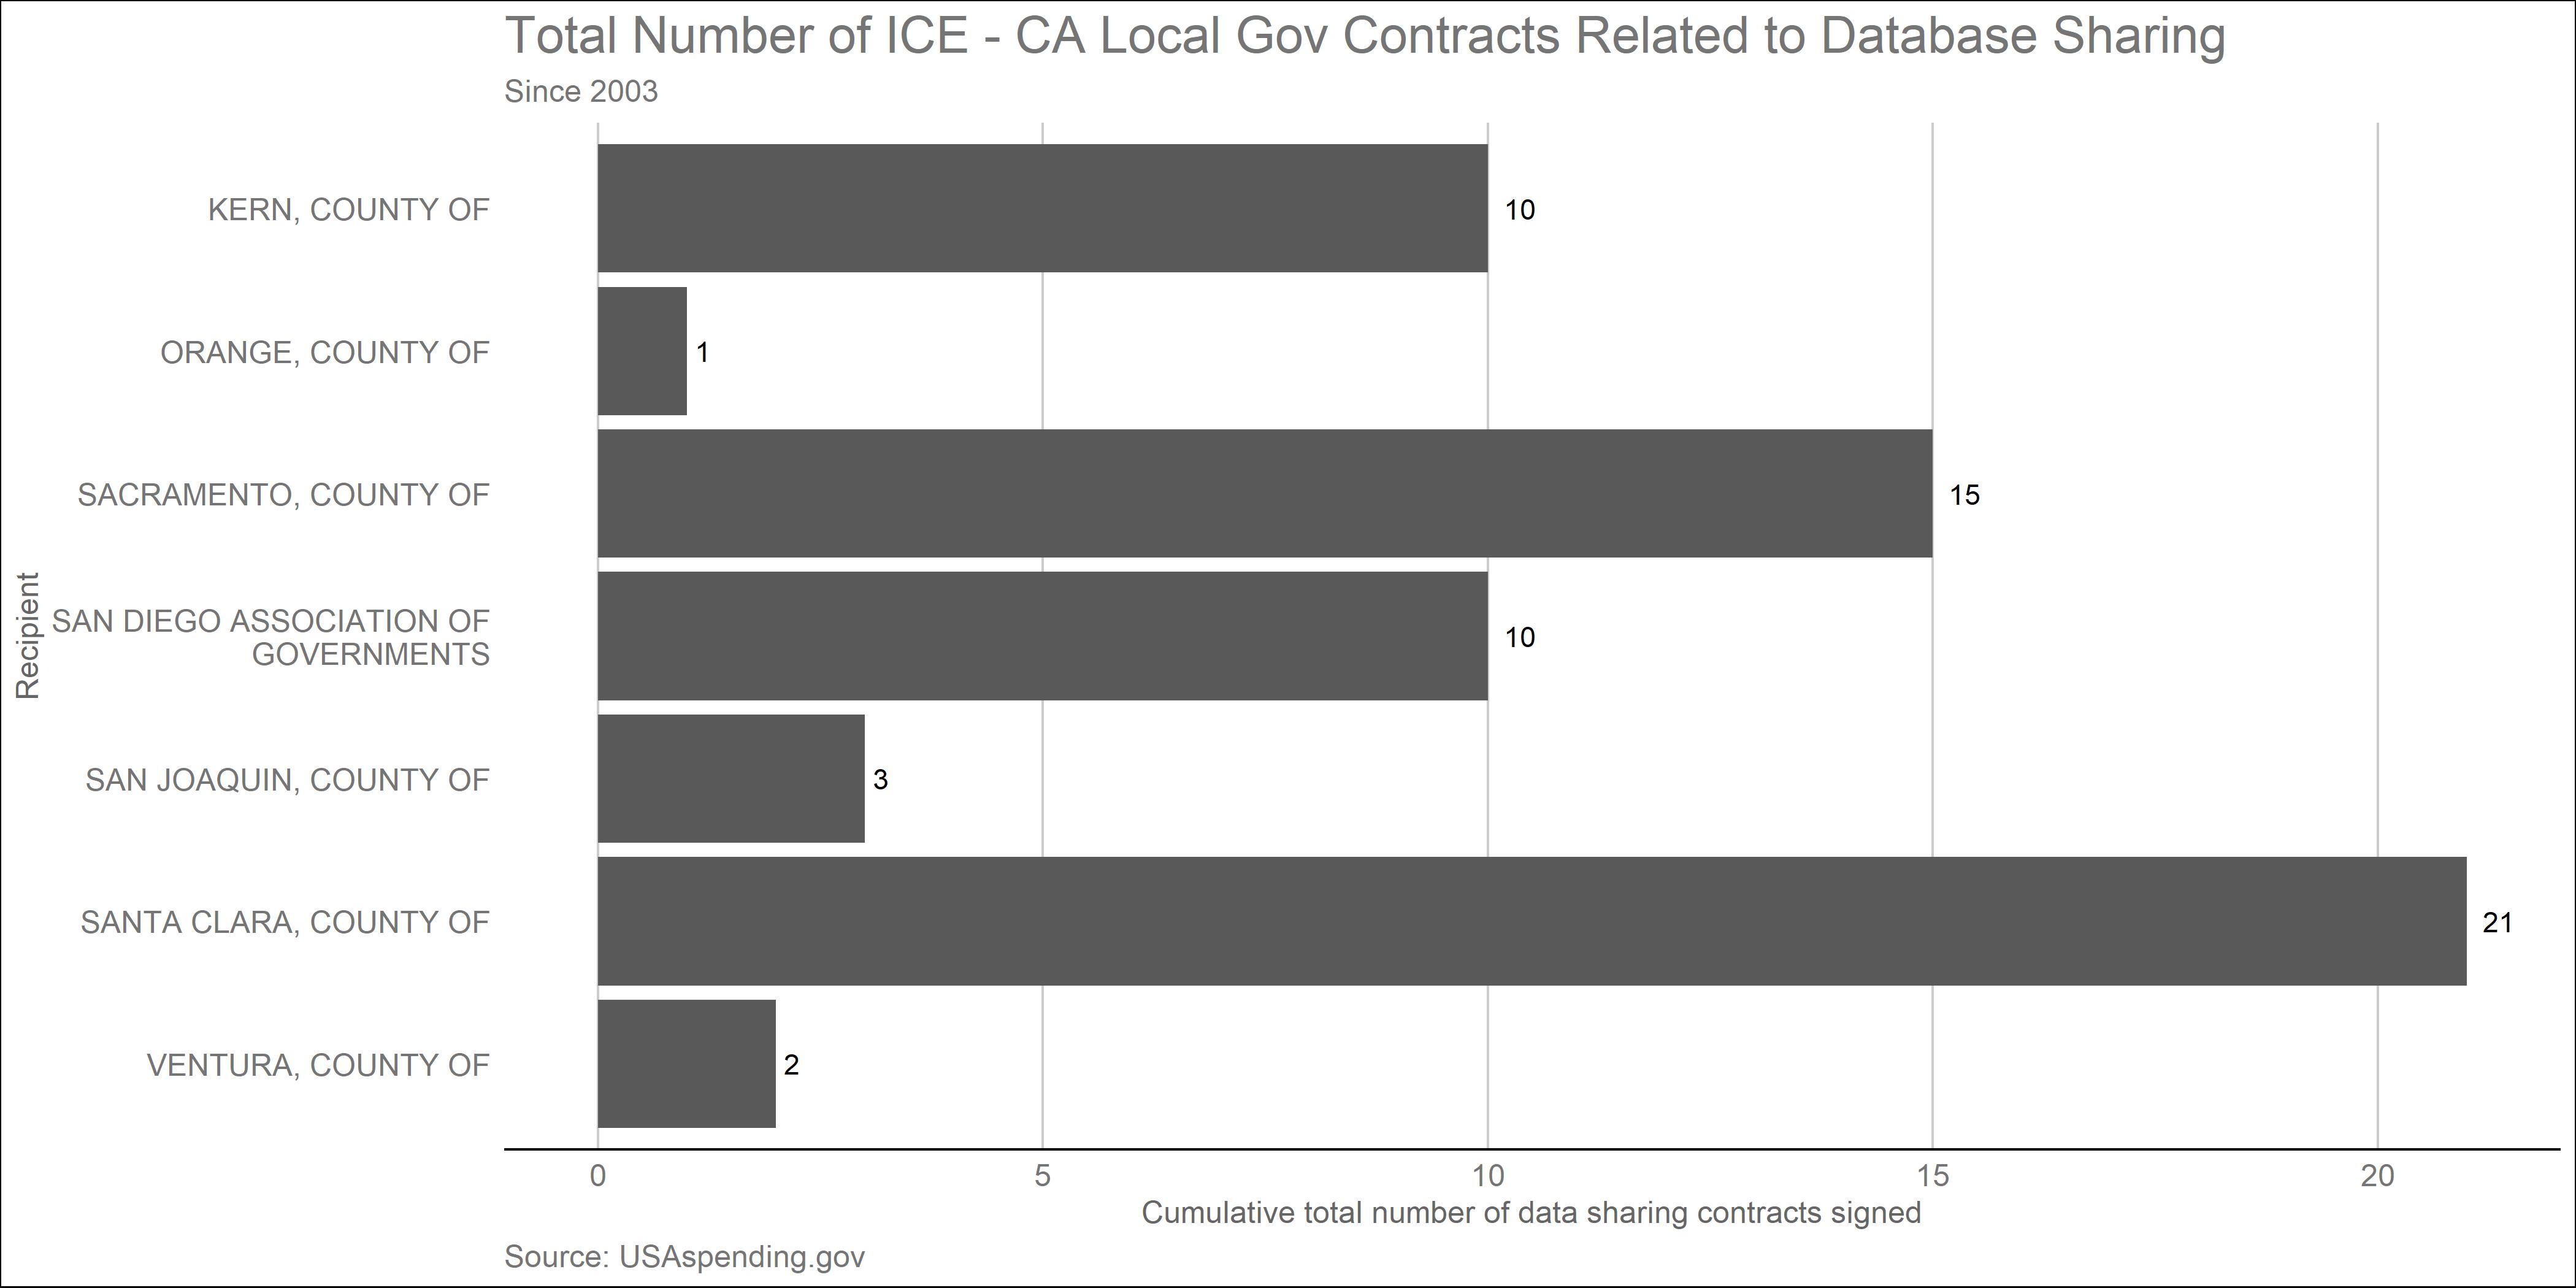 Total Number of ICE - CA Local Gov Contracts Related to Database Sharing
Since 2003
Recipient
KERN, COUNTY OF
10
ORANGE, COUNTY OF
1
SACRAMENTO, COUNTY OF
15
SAN DIEGO ASSOCIATION OF
GOVERNMENTS
10
SAN JOAQUIN, COUNTY OF
3
SANTA CLARA, COUNTY OF
21
VENTURA, COUNTY OF
2
0 5 10 15 20
Cumulative total number of data sharing contracts signed
Source: USAspending.gov